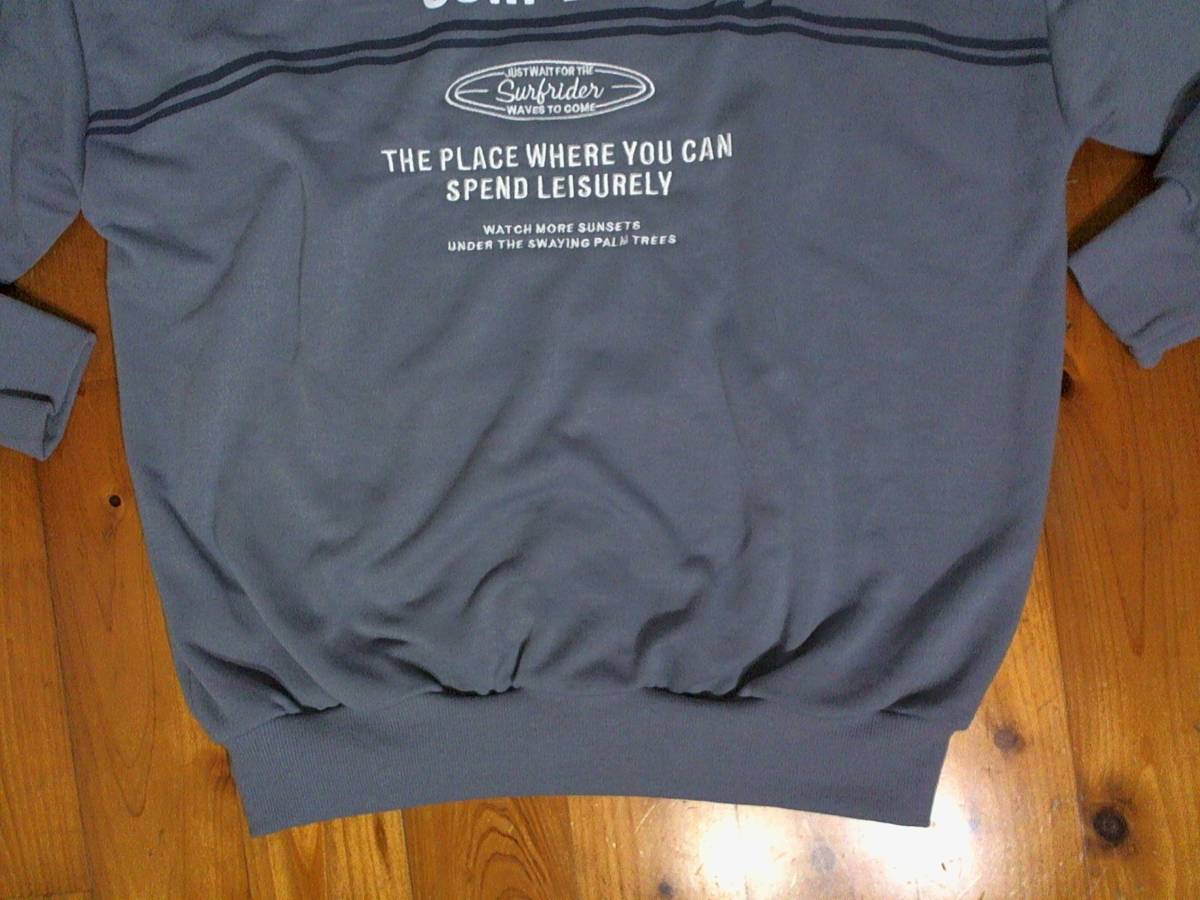 JUST WAIT FOR THE
Surfrider
WAVES TO COME
THE PLACE WHERE YOU CAN
SPEND LEISURELY
WATCH MORE SUNSETS
UNDER THE SWAYING PALM TREES